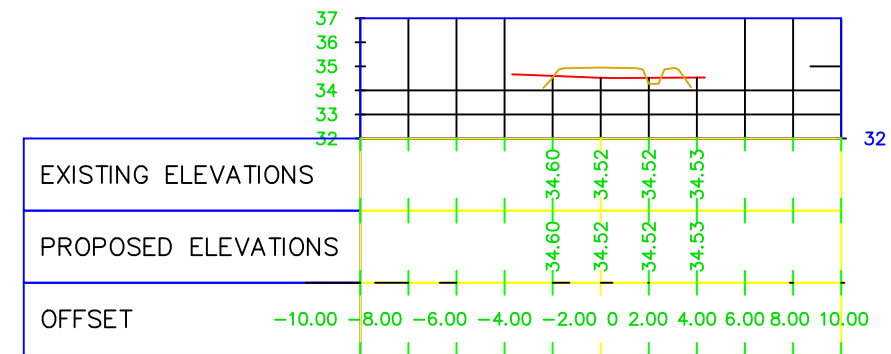 37
36
35
34
33
32
32
EXISTING ELEVATIONS 34.60 34.52 34.52 34.53
PROPOSED ELEVATIONS 34.60 34.52 34.52 34.53
OFFSET -10.00 -8.00 -6.00 -4.00 -2.00 0 2.00 4.00 6.00 8.00 10.00